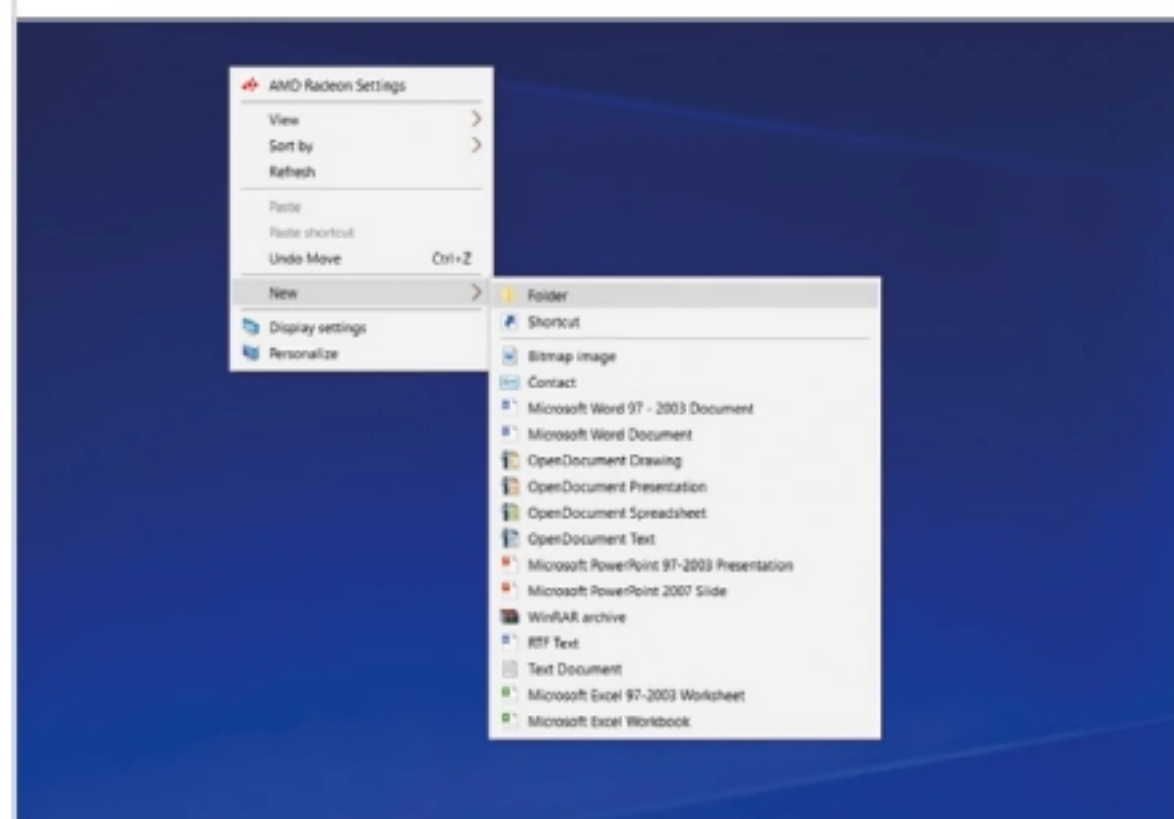 AMD Radeon Settings
View
Sort by
Refresh
Paste
Paste shortcut
Undo Move Ctrl+Z
New
Display settings
Personalize
Folder
Shortcut
Bitmap image
Contact
Microsoft Word 97 - 2003 Document
Microsoft Word Document
OpenDocument Drawing
OpenDocument Presentation
OpenDocument Spreadsheet
OpenDocument Text
Microsoft PowerPoint 97-2003 Presentation
Microsoft PowerPoint 2007 Slide
WinRAR archive
RTF Text
Text Document
Microsoft Excel 97-2003 Worksheet
Microsoft Excel Workbook